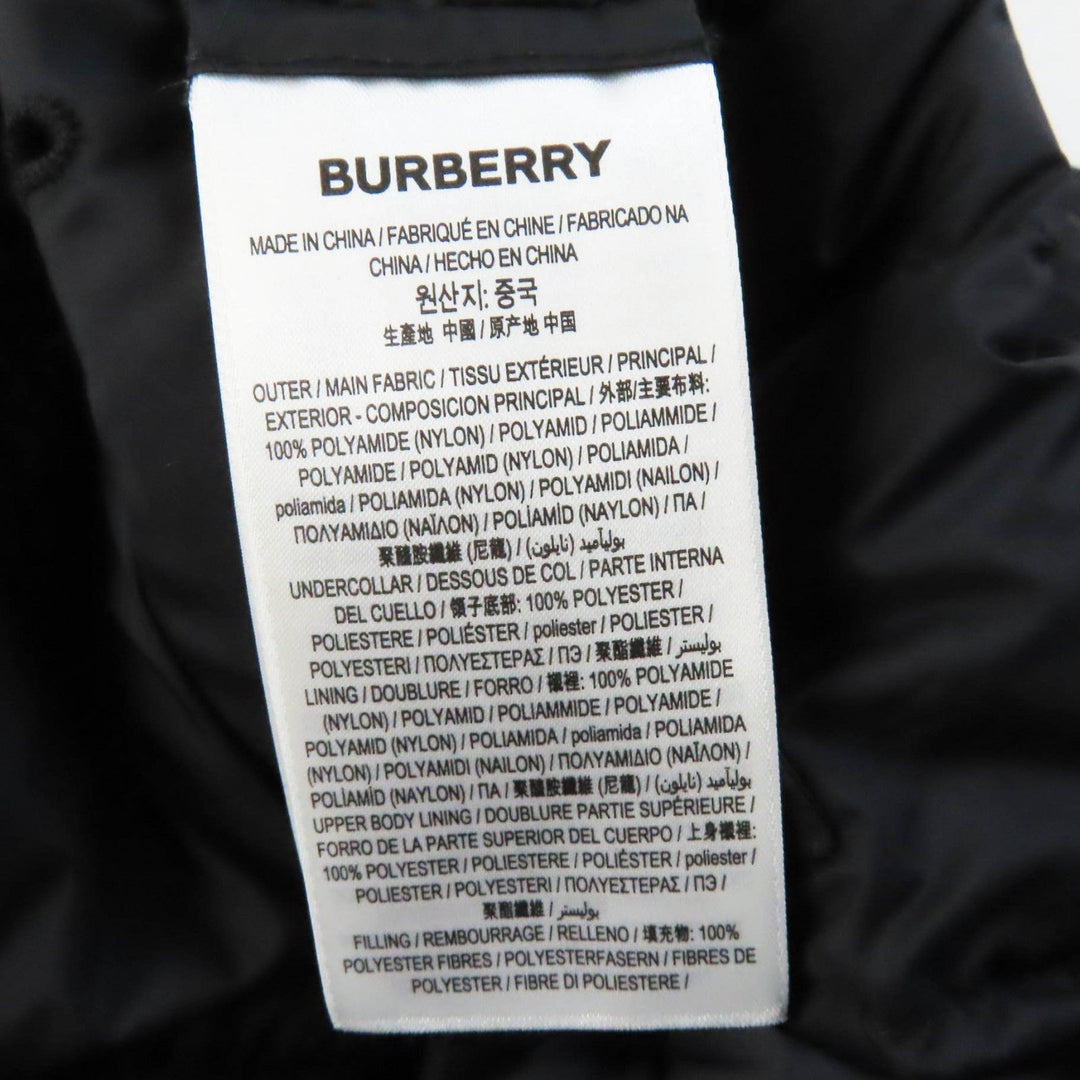 BURBERRY
MADE IN CHINA / FABRIQUÉ EN CHINE / FABRICADO NA
CHINA / HECHO EN CHINA
원산지: 중국
生產地 中國 / 原产地 中国
OUTER / MAIN FABRIC / TISSU EXTÉRIEUR / PRINCIPAL /
EXTERIOR - COMPOSICION PRINCIPAL / 外部/主要布料:
100% POLYAMIDE (NYLON) / POLYAMID / POLIAMMIDE /
POLYAMIDE / POLYAMID (NYLON) / POLIAMIDA /
poliamida / POLIAMIDA (NYLON) / POLYAMIDI (NAILON) /
ΠΟΛΥΑΜΙΔΙΟ (ΝΑΪΛΟΝ) / POLİAMİD (NAYLON) / ПА /
聚醯胺纖維 (尼龍) / بولياميد (نايلون)
UNDERCOLLAR / DESSOUS DE COL / PARTE INTERNA
DEL CUELLO / 領子底部: 100% POLYESTER /
POLIESTERE / POLIÉSTER / poliester / POLIESTER /
POLYESTERI / ΠΟΛΥΕΣΤΕΡΑΣ / ПЭ / 聚酯纖維 / بوليستر
LINING / DOUBLURE / FORRO / 襯裡: 100% POLYAMIDE
(NYLON) / POLYAMID / POLIAMMIDE / POLYAMIDE /
POLYAMID (NYLON) / POLIAMIDA / poliamida / POLIAMIDA
(NYLON) / POLYAMIDI (NAILON) / ΠΟΛΥΑΜΙΔΙΟ (ΝΑΪΛΟΝ) /
POLİAMİD (NAYLON) / ПА / 聚醯胺纖維 (尼龍) / بولياميد (نايلون)
UPPER BODY LINING / DOUBLURE PARTIE SUPÉRIEURE /
FORRO DE LA PARTE SUPERIOR DEL CUERPO / 上身襯裡:
100% POLYESTER / POLIESTERE / POLIÉSTER / poliester /
POLIESTER / POLYESTERI / ΠΟΛΥΕΣΤΕΡΑΣ / ПЭ /
聚酯纖維 / بوليستر
FILLING / REMBOURRAGE / RELLENO / 填充物: 100%
POLYESTER FIBRES / POLYESTERFASERN / FIBRES DE
POLYESTER / FIBRE DI POLIESTERE /